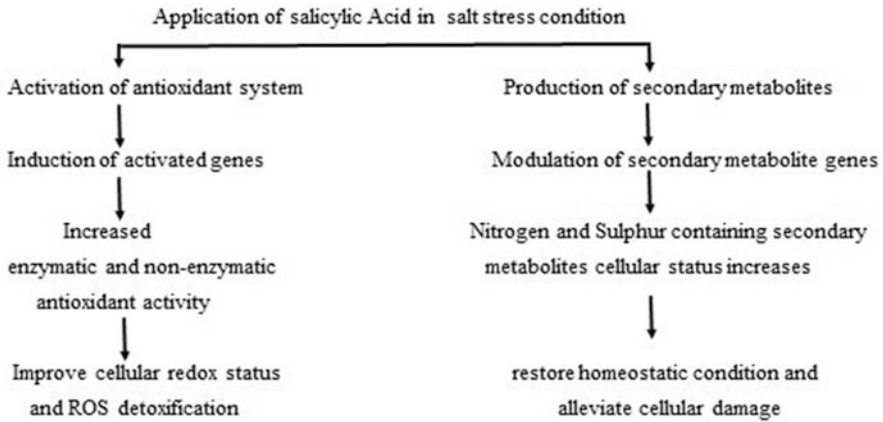 Application of salicylic Acid in salt stress condition
Activation of antioxidant system
Induction of activated genes
Increased
enzymatic and non-enzymatic
antioxidant activity
Improve cellular redox status
and ROS detoxification
Production of secondary metabolites
Modulation of secondary metabolite genes
Nitrogen and Sulphur containing secondary
metabolites cellular status increases
restore homeostatic condition and
alleviate cellular damage